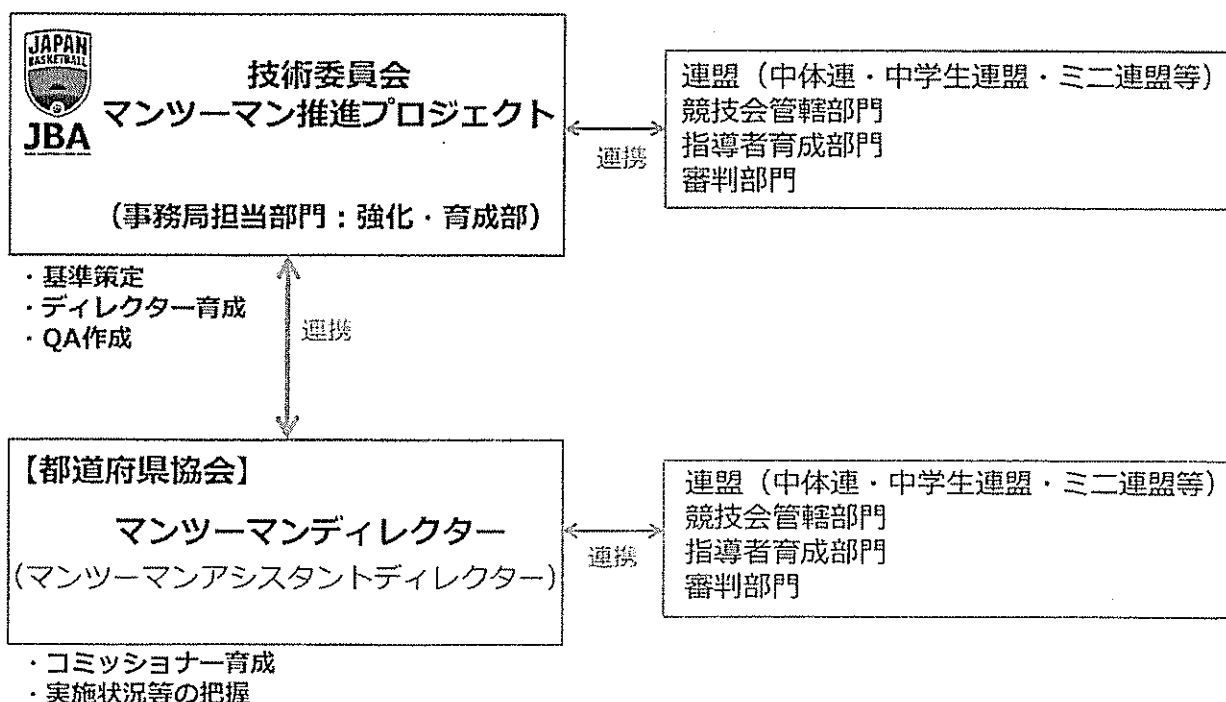 JAPAN
BASKETBALL
JBA
技術委員会
マンツーマン推進プロジェクト
（事務局担当部門：強化・育成部）
連携
連盟（中体連・中学生連盟・ミニ連盟等）
競技会管轄部門
指導者育成部門
審判部門
・基準策定
・ディレクター育成
・QA作成
連携
【都道府県協会】
マンツーマンディレクター
（マンツーマンアシスタントディレクター）
連携
連盟（中体連・中学生連盟・ミニ連盟等）
競技会管轄部門
指導者育成部門
審判部門
・コミッショナー育成
・実施状況等の把握